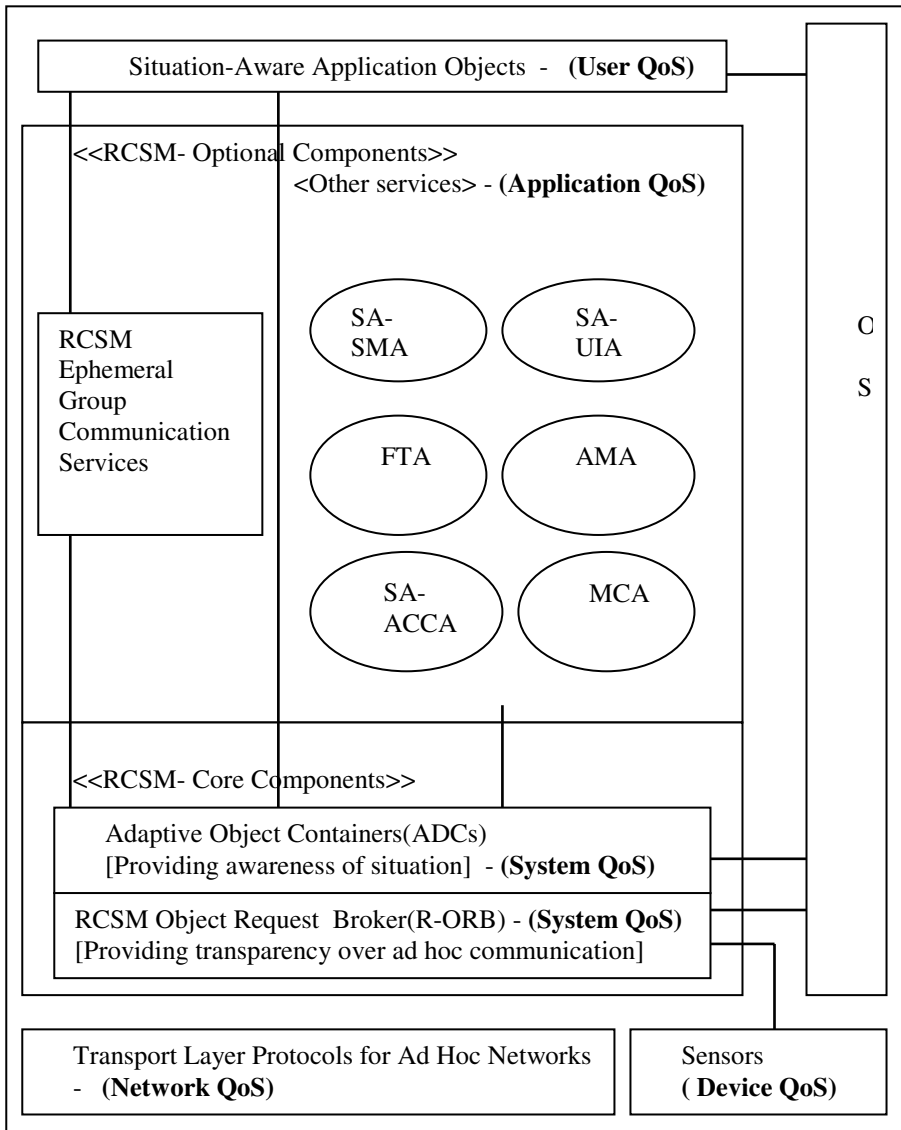 Situation-Aware Application Objects - (User QoS)
<<RCSM- Optional Components>>
<Other services> - (Application QoS)
RCSM
Ephemeral
Group
Communication
Services
SA-
SMA
SA-
UIA
FTA
AMA
SA-
ACCA
MCA
O
S
<<RCSM- Core Components>>
Adaptive Object Containers(ADCs)
[Providing awareness of situation] - (System QoS)
RCSM Object Request Broker(R-ORB) - (System QoS)
[Providing transparency over ad hoc communication]
Transport Layer Protocols for Ad Hoc Networks
- (Network QoS)
Sensors
( Device QoS)